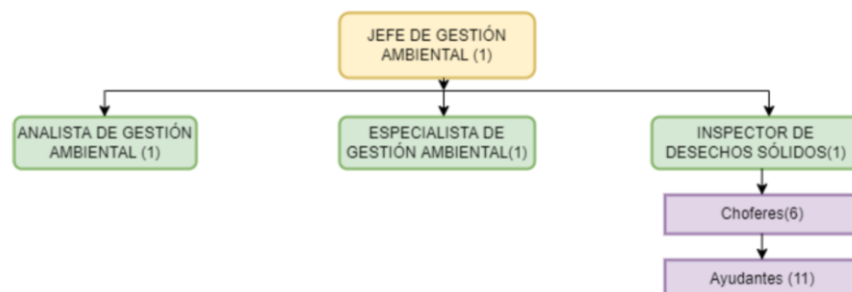 JEFE DE GESTIÓN
AMBIENTAL (1)
ANALISTA DE GESTIÓN
AMBIENTAL (1)
ESPECIALISTA DE
GESTIÓN AMBIENTAL(1)
INSPECTOR DE
DESECHOS SÓLIDOS(1)
Choferes(6)
Ayudantes (11)